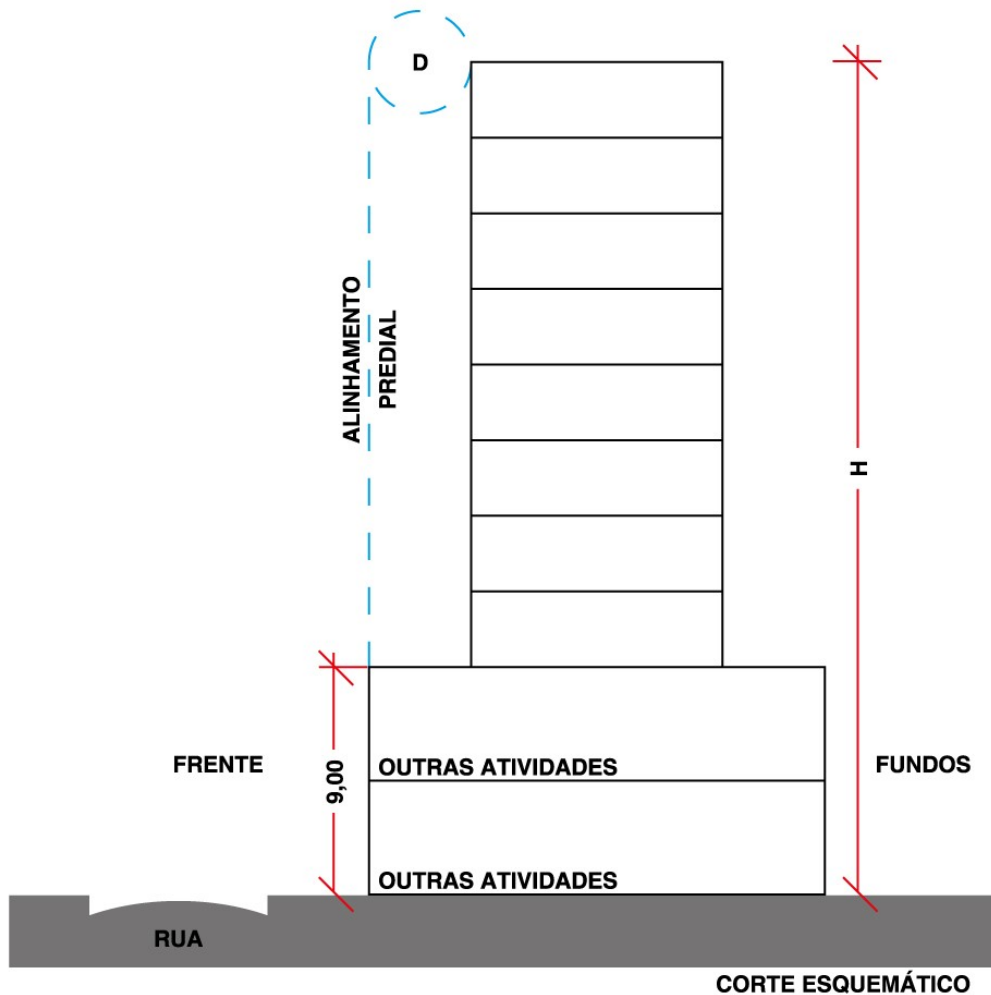 D
ALINHAMENTO
PREDIAL
H
FRENTE
9,00
OUTRAS ATIVIDADES
FUNDOS
OUTRAS ATIVIDADES
RUA
CORTE ESQUEMÁTICO